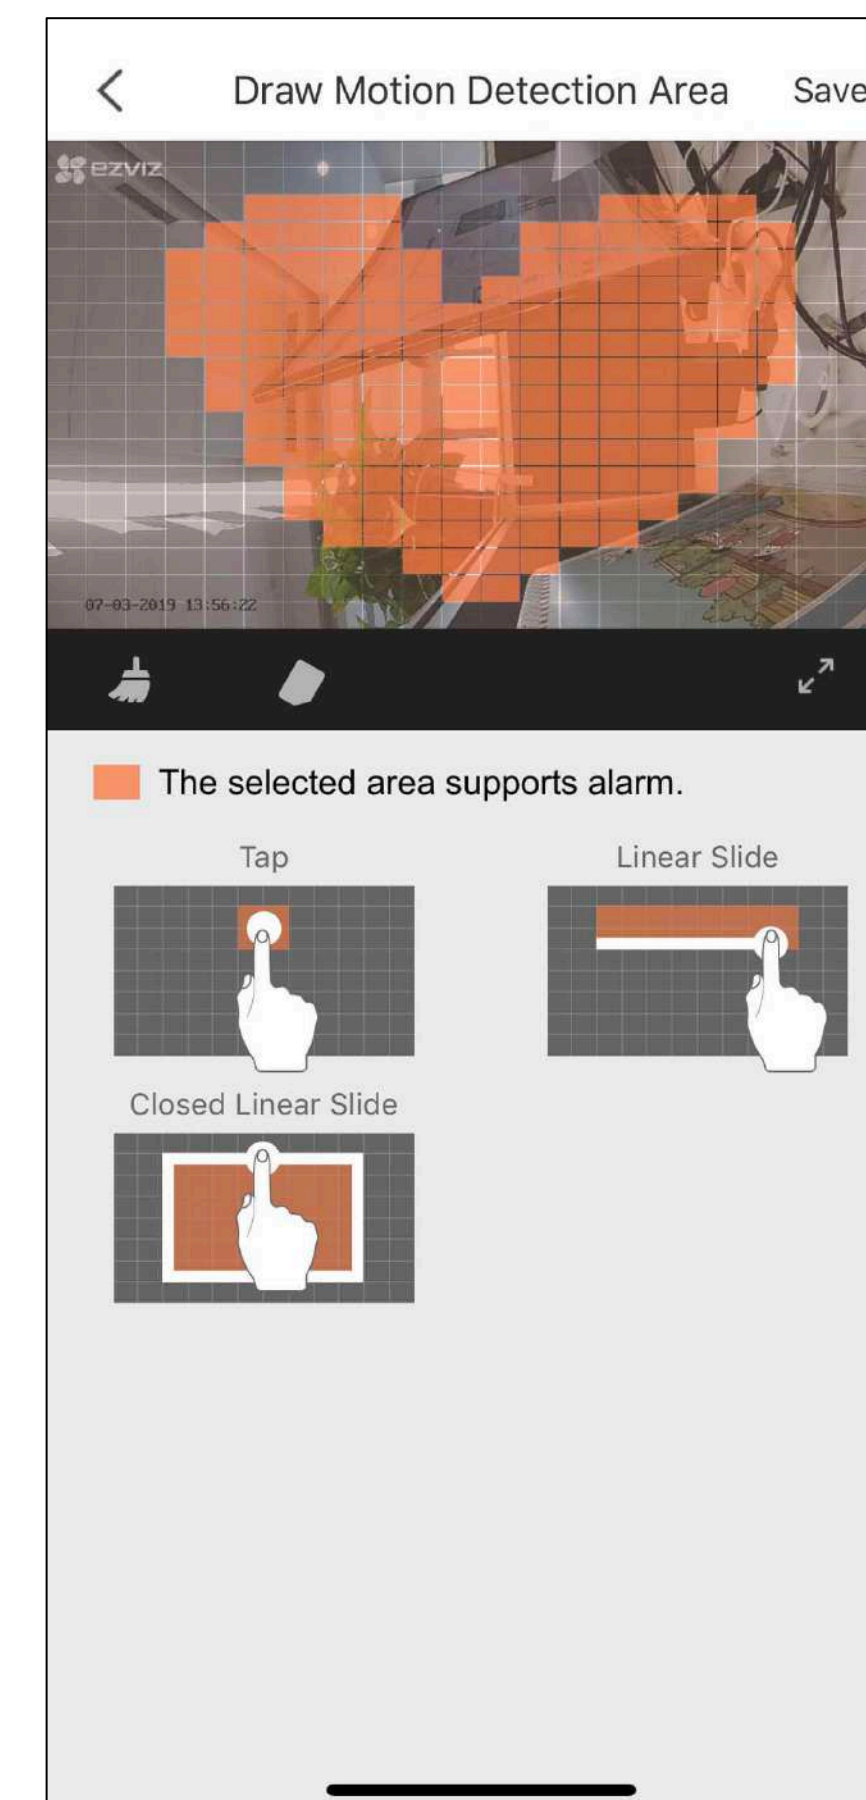 Draw Motion Detection Area Save
ezviz
07-03-2019 13:56:22
The selected area supports alarm.
Tap Linear Slide
Closed Linear Slide